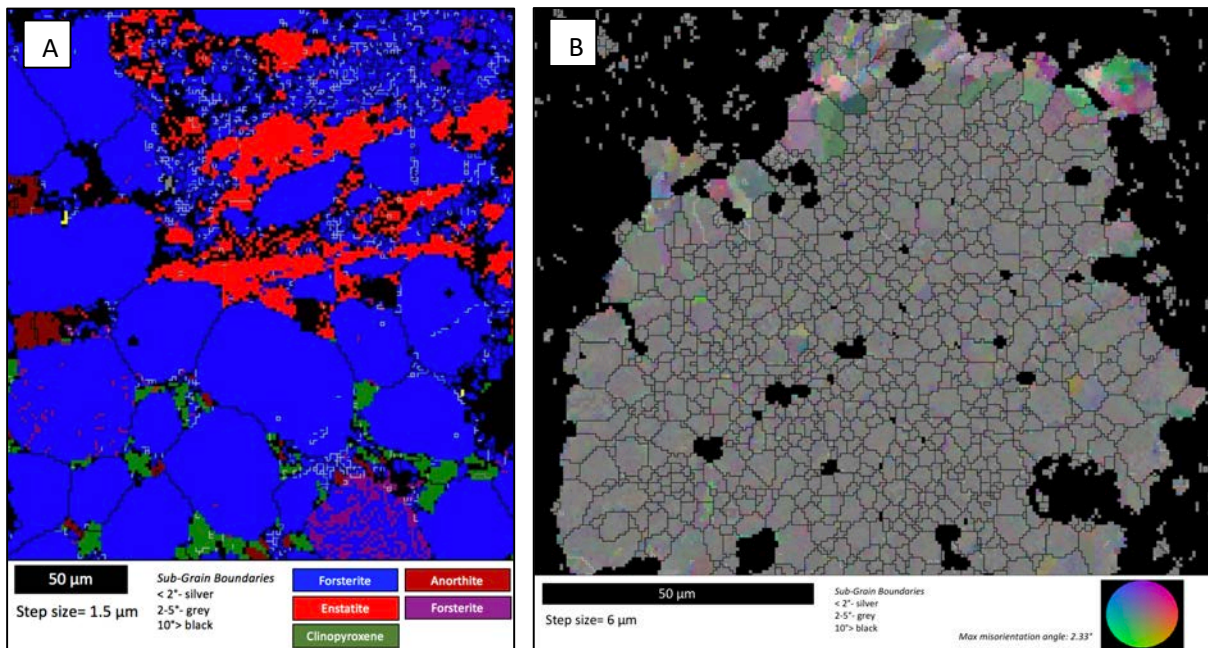 A
B
50 µm
Step size= 1.5 µm
Sub-Grain Boundaries
< 2°- silver
2-5°- grey
10°> black
Forsterite
Anorthite
Enstatite
Forsterite
Clinopyroxene
50 µm
Step size= 6 µm
Sub-Grain Boundaries
< 2°- silver
2-5°- grey
10°> black
Max misorientation angle: 2.33°